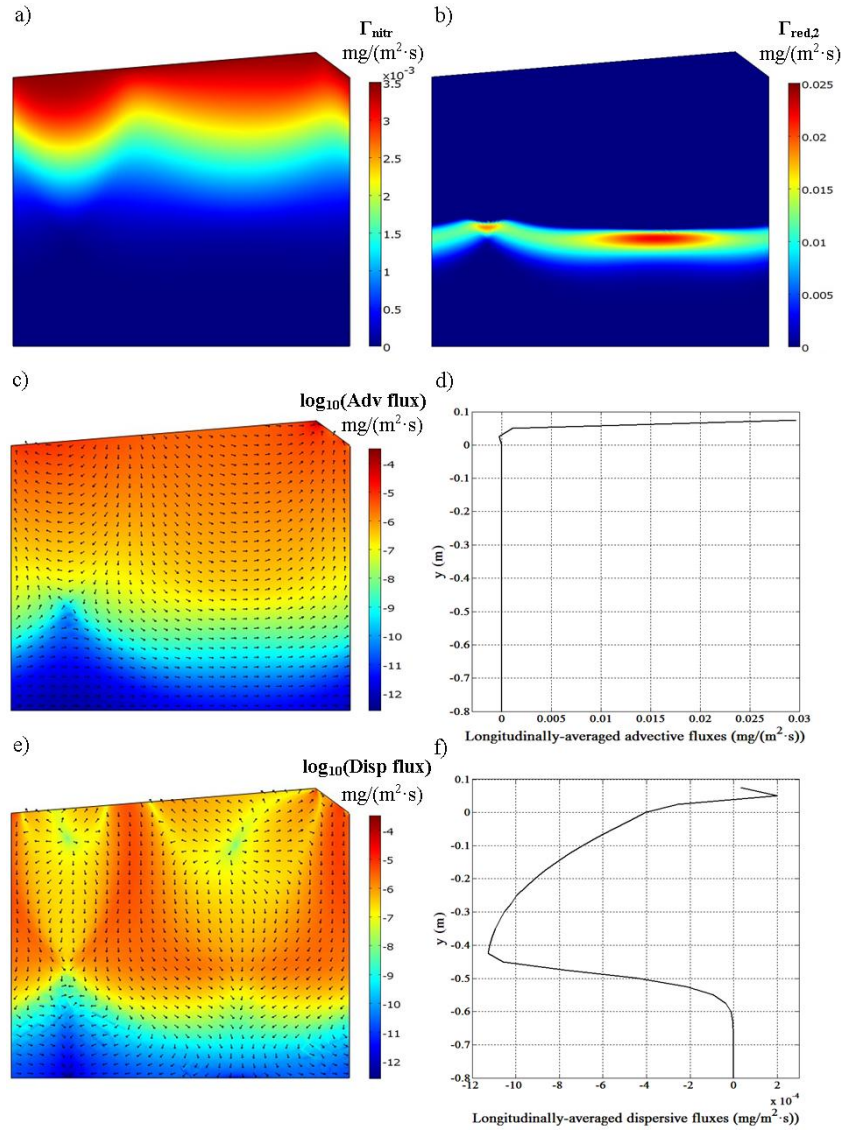 a)
Γnitr
mg/(m²·s)
×10⁻³
3.5
3
2.5
2
1.5
1
0.5
0
b)
Γred,2
mg/(m²·s)
0.025
0.02
0.015
0.01
0.005
0
c)
log₁₀(Adv flux)
mg/(m²·s)
-4
-5
-6
-7
-8
-9
-10
-11
-12
d)
0.1
0
-0.1
-0.2
-0.3
-0.4
-0.5
-0.6
-0.7
-0.8
y (m)
0 0.005 0.01 0.015 0.02 0.025 0.03
Longitudinally-averaged advective fluxes (mg/(m²·s))
e)
log₁₀(Disp flux)
mg/(m²·s)
-4
-5
-6
-7
-8
-9
-10
-11
-12
f)
0.1
0
-0.1
-0.2
-0.3
-0.4
-0.5
-0.6
-0.7
-0.8
y (m)
-12 -10 -8 -6 -4 -2 0 2
x 10⁻⁴
Longitudinally-averaged dispersive fluxes (mg/m²·s))